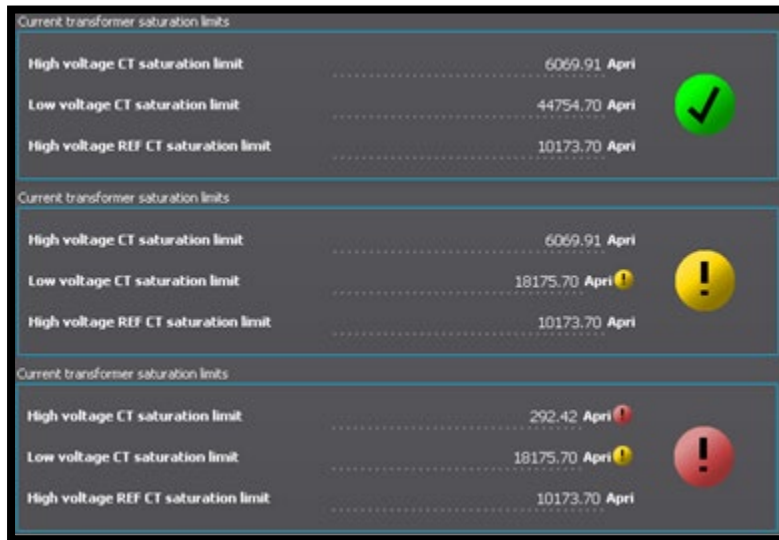 Current transformer saturation limits
High voltage CT saturation limit 6069.91 Apri
Low voltage CT saturation limit 44754.70 Apri
High voltage REF CT saturation limit 10173.70 Apri
Current transformer saturation limits
High voltage CT saturation limit 6069.91 Apri
Low voltage CT saturation limit 18175.70 Apri !
!
High voltage REF CT saturation limit 10173.70 Apri
Current transformer saturation limits
High voltage CT saturation limit 292.42 Apri !
Low voltage CT saturation limit 18175.70 Apri !
!
High voltage REF CT saturation limit 10173.70 Apri